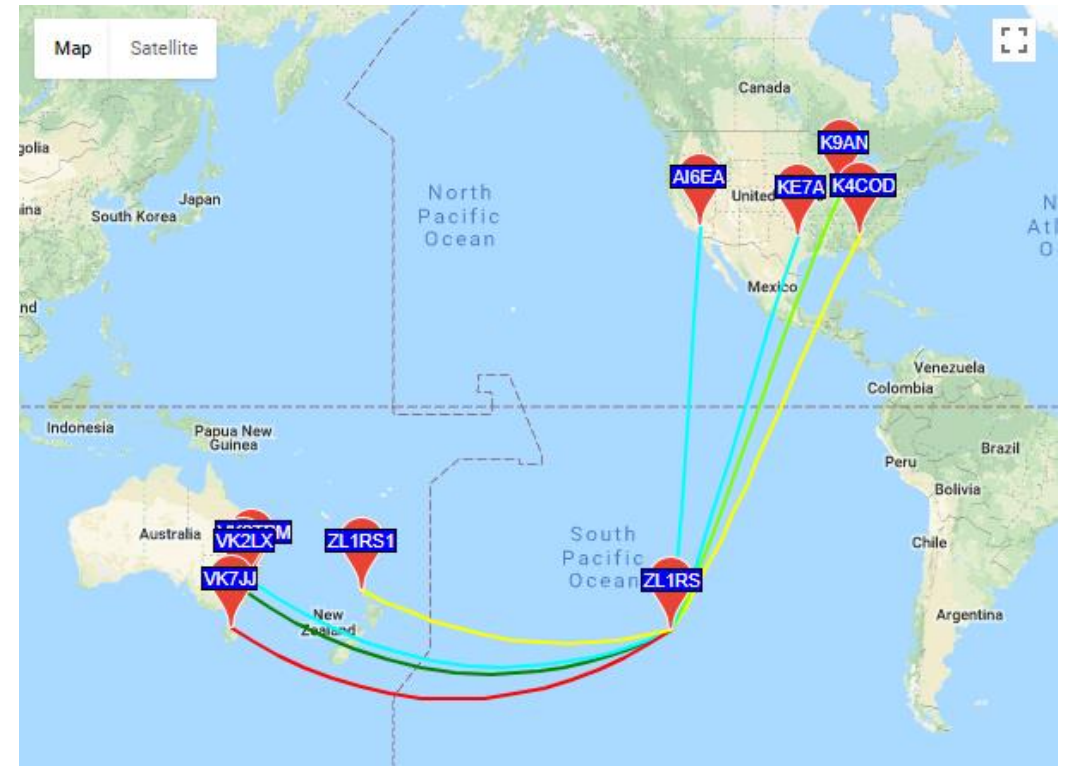 Map
Satellite
Canada
K9AN
golia
AI6EA
KE7A
K4COD
United
Japan
North
Pacific
Ocean
ina
South Korea
N
Atl
O
Mexico
nd
Venezuela
Colombia
Indonesia
Papua New
Guinea
Brazil
Peru
Bolivia
Australia
VK2LX
ZL1RS1
South
Pacific
Ocean
Chile
VK7JJ
ZL1RS
New
Zealand
Argentina